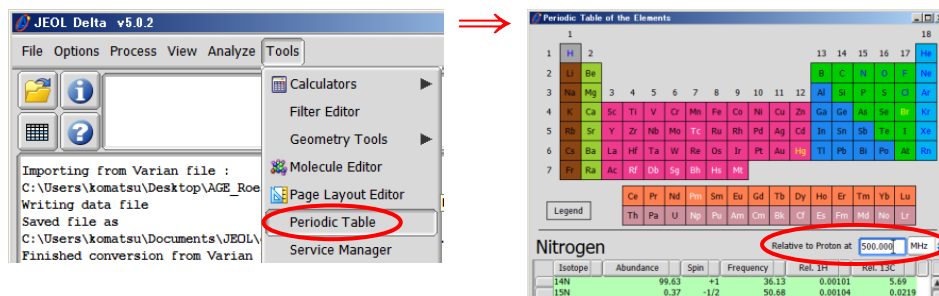 JEOL Delta v5.0.2
File Options Process View Analyze Tools
Calculators
Filter Editor
Geometry Tools
Molecule Editor
Page Layout Editor
Periodic Table
Service Manager
Importing from Varian file :
C:\Users\komatsu\Desktop\AGE_Roe
Writing data file
Saved file as
C:\Users\komatsu\Documents\JEOL\
Finished conversion from Varian
Periodic Table of the Elements
1 18
1 H 2 13 14 15 16 17 He
2 Li Be B C N O F Ne
3 Na Mg 3 4 5 6 7 8 9 10 11 12 Al Si P S Cl Ar
4 K Ca Sc Ti V Cr Mn Fe Co Ni Cu Zn Ga Ge As Se Br Kr
5 Rb Sr Y Zr Nb Mo Tc Ru Rh Pd Ag Cd In Sn Sb Te I Xe
6 Cs Ba La Hf Ta W Re Os Ir Pt Au Hg Tl Pb Bi Po At Rn
7 Fr Ra Ac Rf Db Sg Bh Hs Mt
Ce Pr Nd Pm Sm Eu Gd Tb Dy Ho Er Tm Yb Lu
Legend Th Pa U Np Pu Am Cm Bk Cf Es Fm Md No Lr
Nitrogen Relative to Proton at 500.000 MHz
Isotope Abundance Spin Frequency Rel. 1H Rel. 13C
14N 99.63 +1 36.13 0.00101 5.69
15N 0.37 -1/2 50.68 0.00104 0.0219